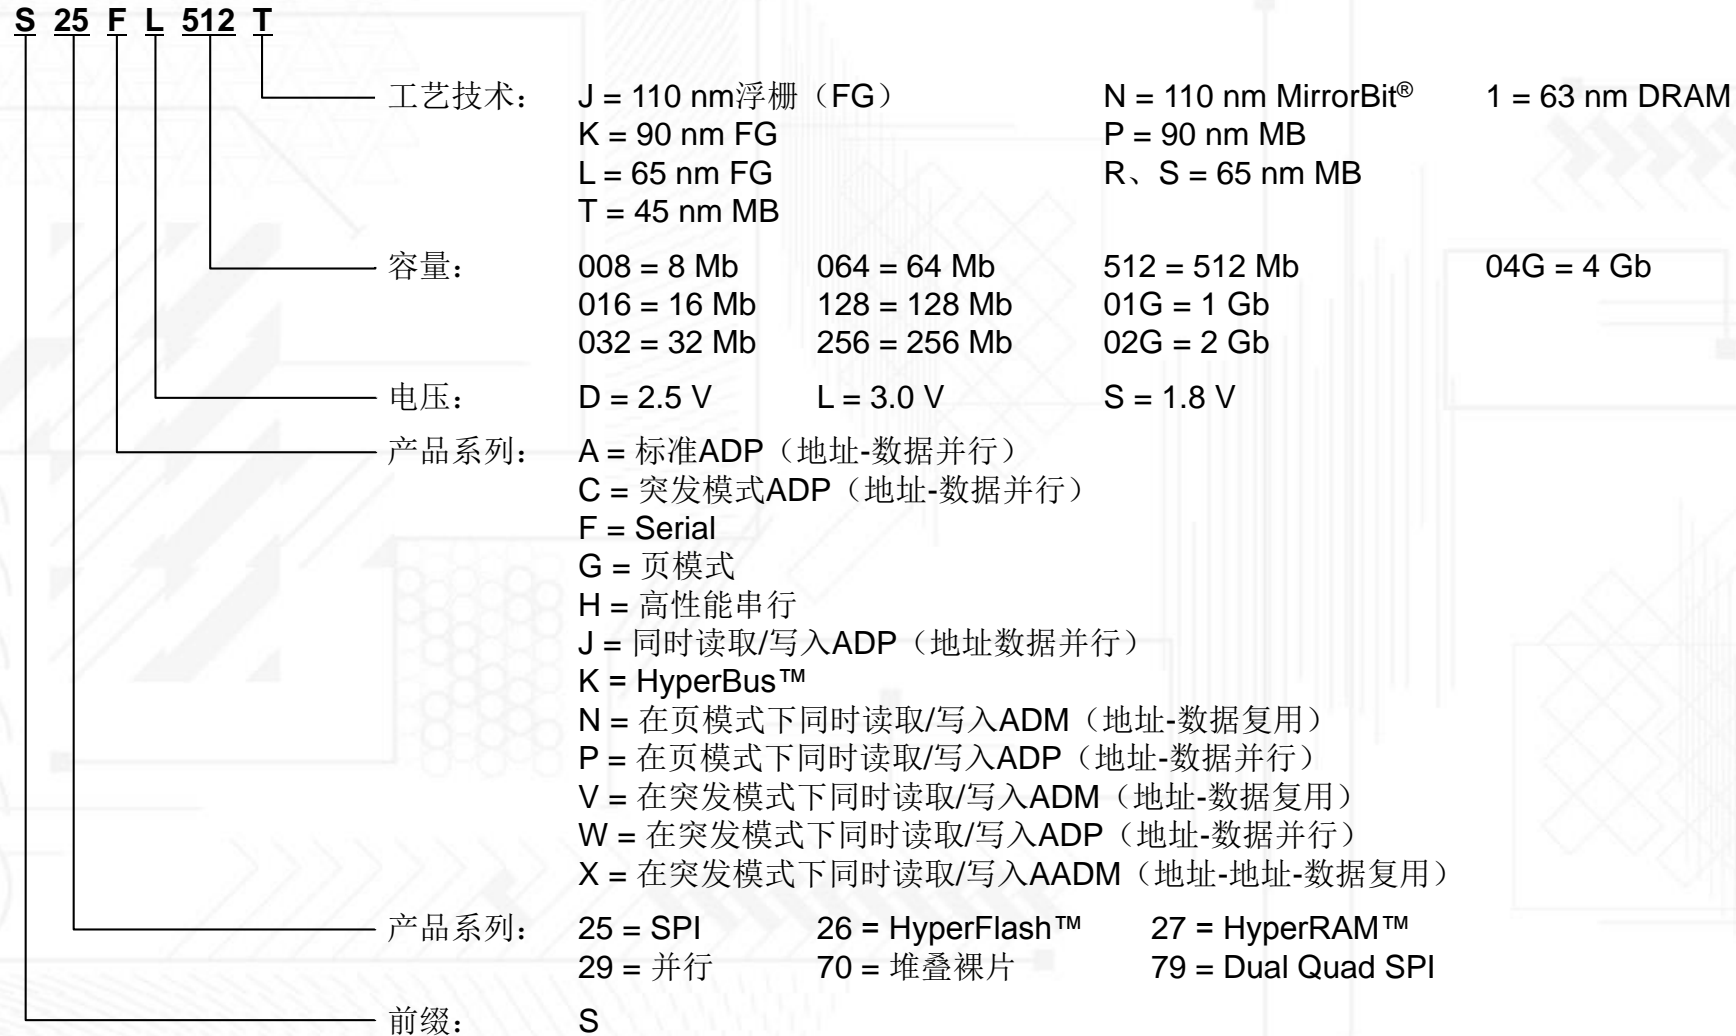 S 25 F L 512 T
工艺技术： J = 110 nm浮栅（FG） N = 110 nm MirrorBit® 1 = 63 nm DRAM
K = 90 nm FG P = 90 nm MB
L = 65 nm FG R、S = 65 nm MB
T = 45 nm MB
容量： 008 = 8 Mb 064 = 64 Mb 512 = 512 Mb 04G = 4 Gb
016 = 16 Mb 128 = 128 Mb 01G = 1 Gb
032 = 32 Mb 256 = 256 Mb 02G = 2 Gb
电压： D = 2.5 V L = 3.0 V S = 1.8 V
产品系列： A = 标准ADP（地址-数据并行）
C = 突发模式ADP（地址-数据并行）
F = Serial
G = 页模式
H = 高性能串行
J = 同时读取/写入ADP（地址数据并行）
K = HyperBus™
N = 在页模式下同时读取/写入ADM（地址-数据复用）
P = 在页模式下同时读取/写入ADP（地址-数据并行）
V = 在突发模式下同时读取/写入ADM（地址-数据复用）
W = 在突发模式下同时读取/写入ADP（地址-数据并行）
X = 在突发模式下同时读取/写入AADM（地址-地址-数据复用）
产品系列： 25 = SPI 26 = HyperFlash™ 27 = HyperRAM™
29 = 并行 70 = 堆叠裸片 79 = Dual Quad SPI
前缀： S